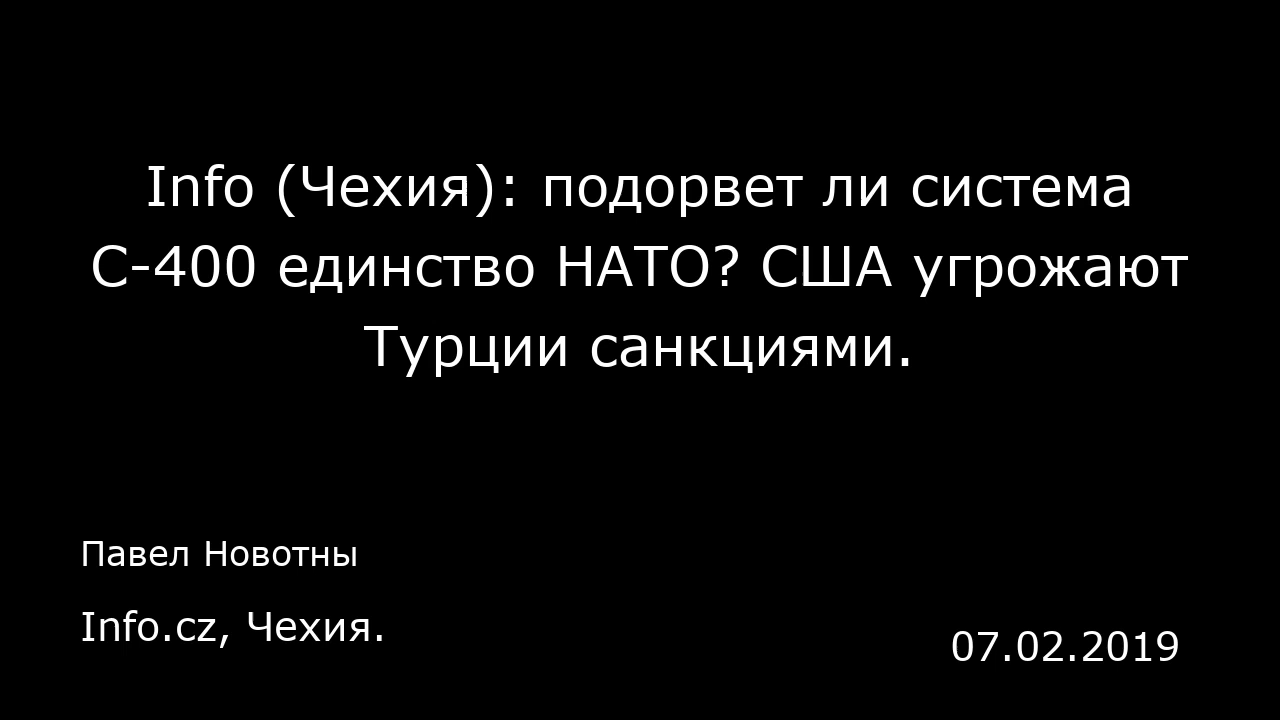 Info (Чехия): подорвет ли система
С-400 единство НАТО? США угрожают
Турции санкциями.
Павел Новотны
Info.cz, Чехия.
07.02.2019